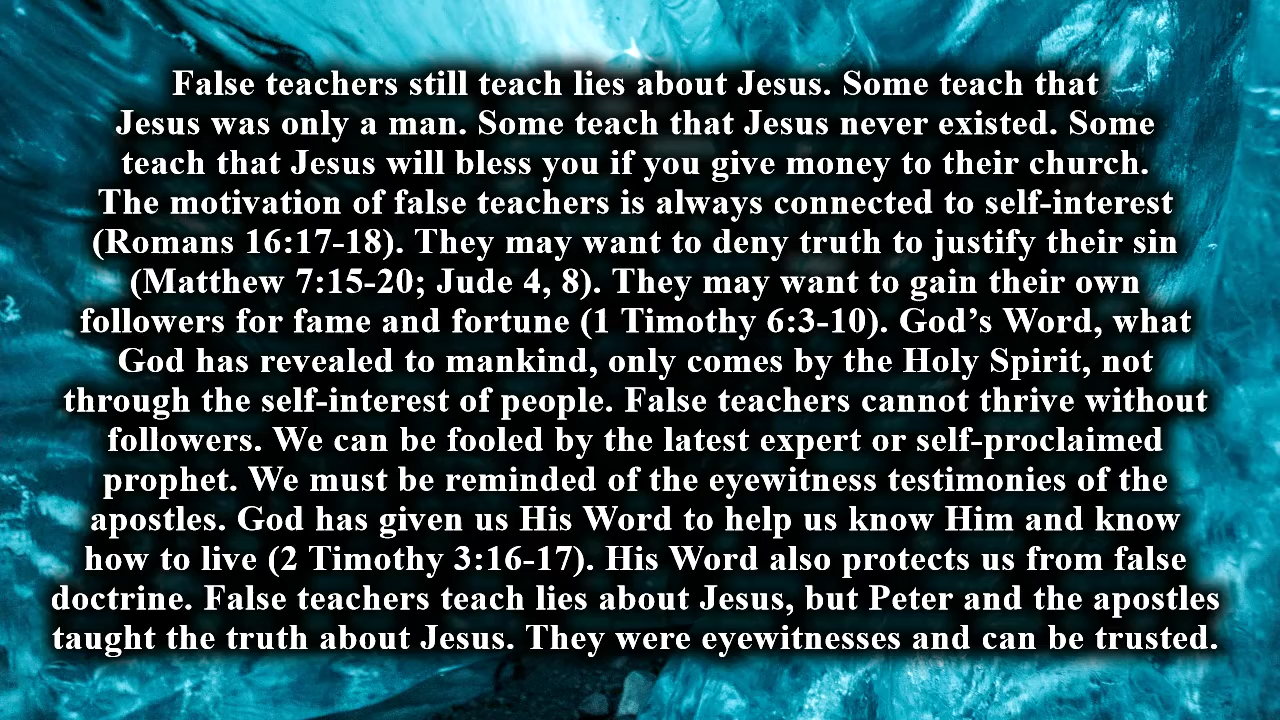 False teachers still teach lies about Jesus. Some teach that
Jesus was only a man. Some teach that Jesus never existed. Some
teach that Jesus will bless you if you give money to their church.
The motivation of false teachers is always connected to self-interest
(Romans 16:17-18). They may want to deny truth to justify their sin
(Matthew 7:15-20; Jude 4, 8). They may want to gain their own
followers for fame and fortune (1 Timothy 6:3-10). God’s Word, what
God has revealed to mankind, only comes by the Holy Spirit, not
through the self-interest of people. False teachers cannot thrive without
followers. We can be fooled by the latest expert or self-proclaimed
prophet. We must be reminded of the eyewitness testimonies of the
apostles. God has given us His Word to help us know Him and know
how to live (2 Timothy 3:16-17). His Word also protects us from false
doctrine. False teachers teach lies about Jesus, but Peter and the apostles
taught the truth about Jesus. They were eyewitnesses and can be trusted.